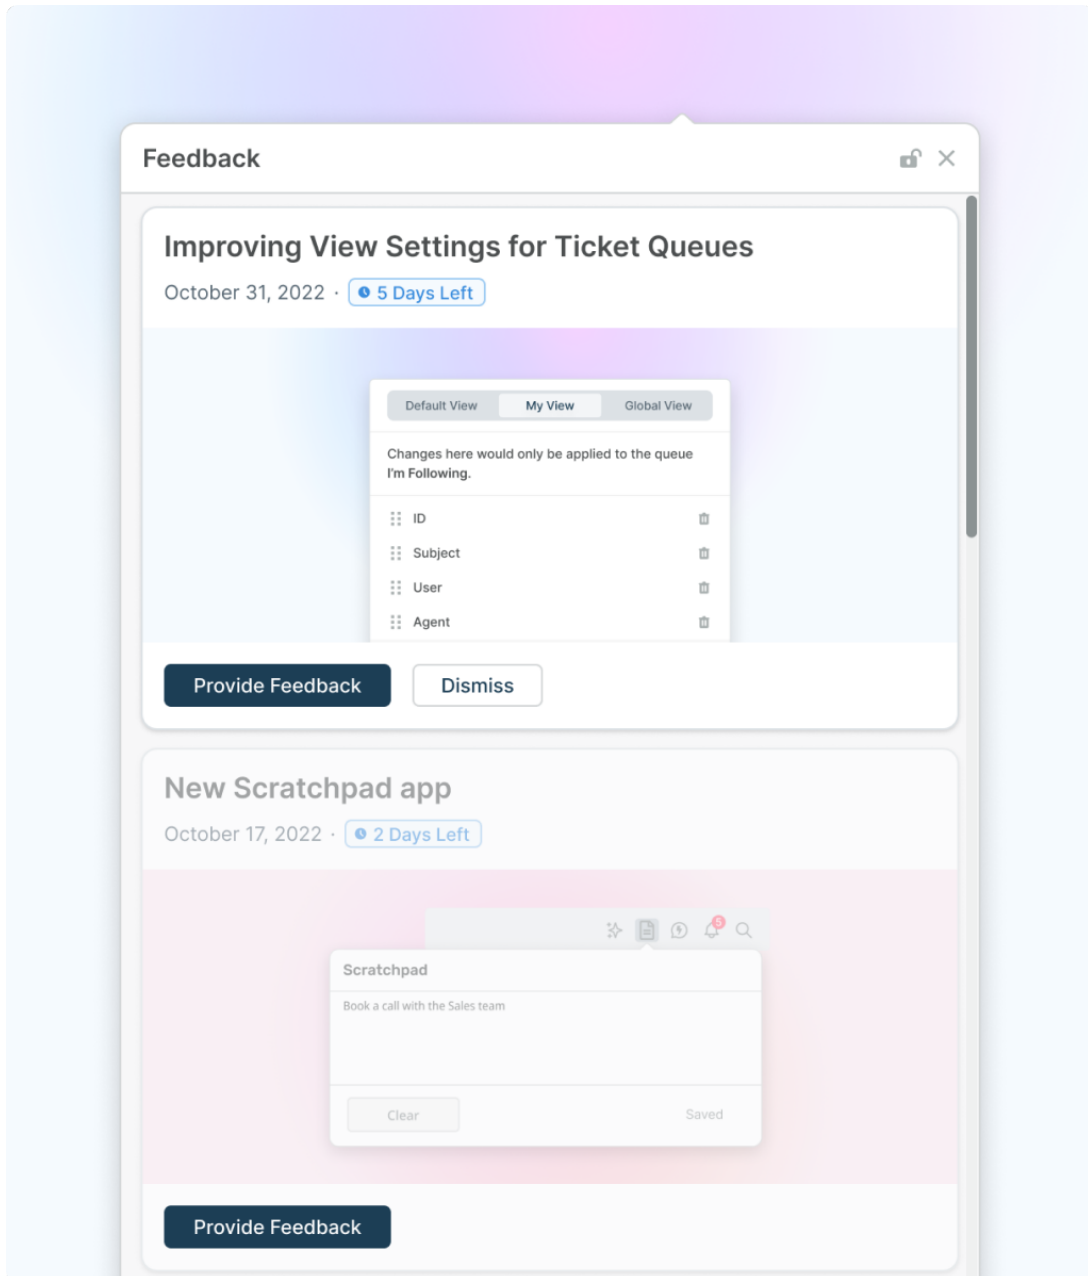 Feedback
Improving View Settings for Ticket Queues
October 31, 2022 · 5 Days Left
Default View My View Global View
Changes here would only be applied to the queue
I'm Following.
ID
Subject
User
Agent
Provide Feedback Dismiss
New Scratchpad app
October 17, 2022 · 2 Days Left
5
Scratchpad
Book a call with the Sales team
Clear Saved
Provide Feedback